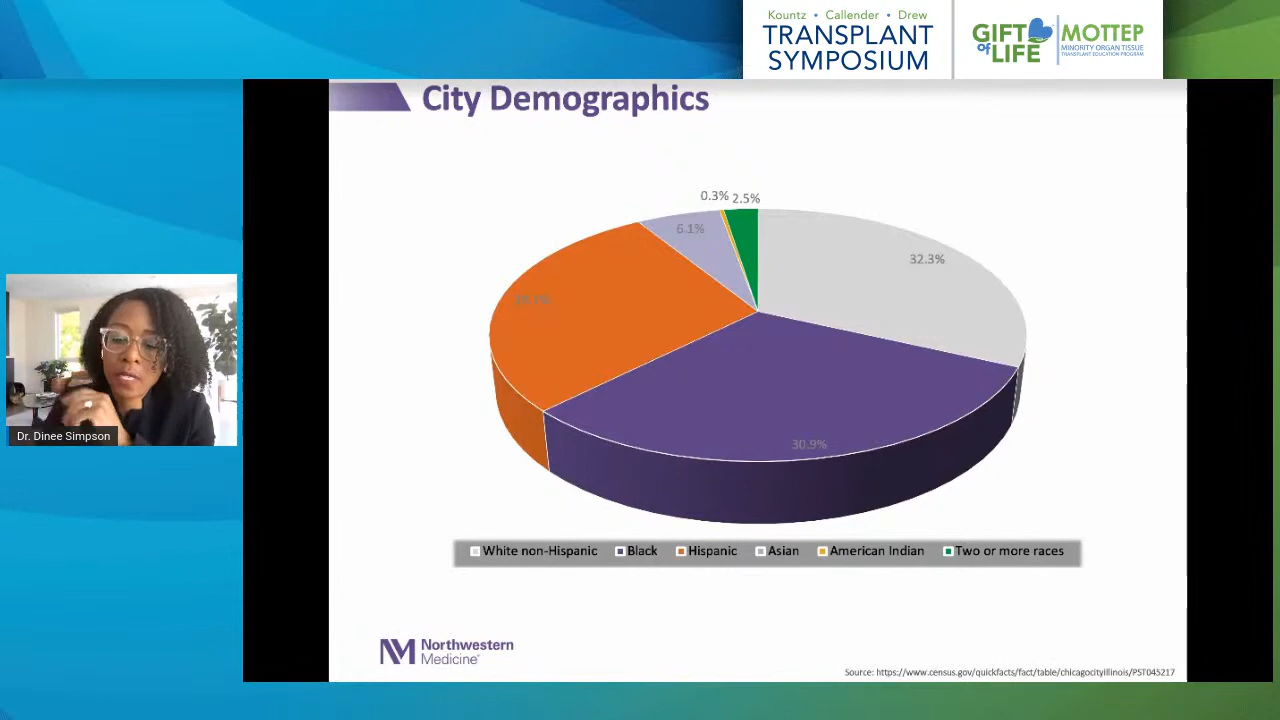 Kountz • Callender • Drew
TRANSPLANT
SYMPOSIUM
GIFT
of
LIFE
MOTTEP
MINORITY ORGAN TISSUE
TRANSPLANT EDUCATION PROGRAM
City Demographics
0.3%
2.5%
6.1%
32.3%
30.9%
Dr. Dinee Simpson
White non-Hispanic Black Hispanic Asian American Indian Two or more races
Northwestern
Medicine
Source: https://www.census.gov/quickfacts/fact/table/chicagocityillinois/PST045217